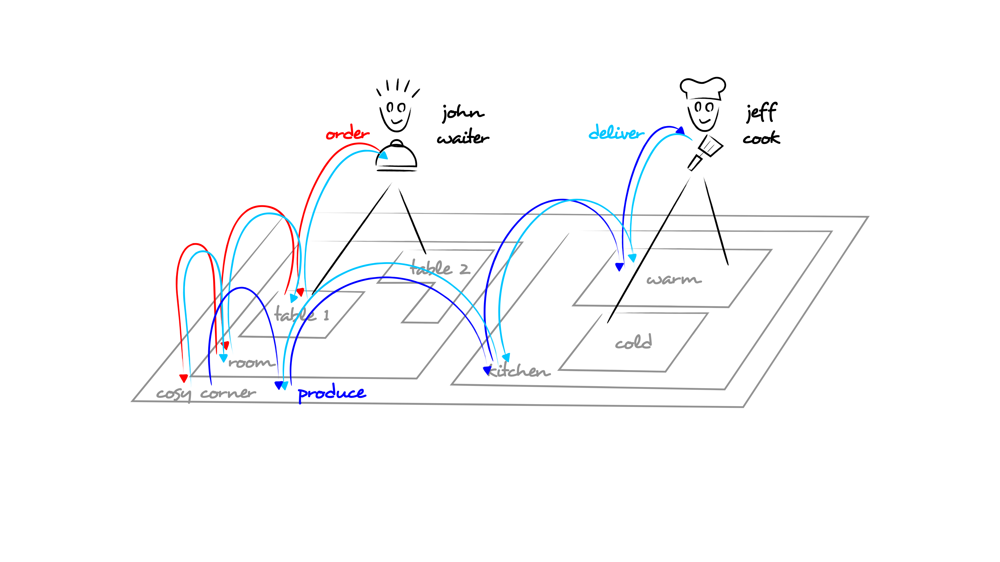 john
waiter
jeff
cook
order
deliver
table 2
warm
table 1
cold
room
kitchen
cosy corner
produce